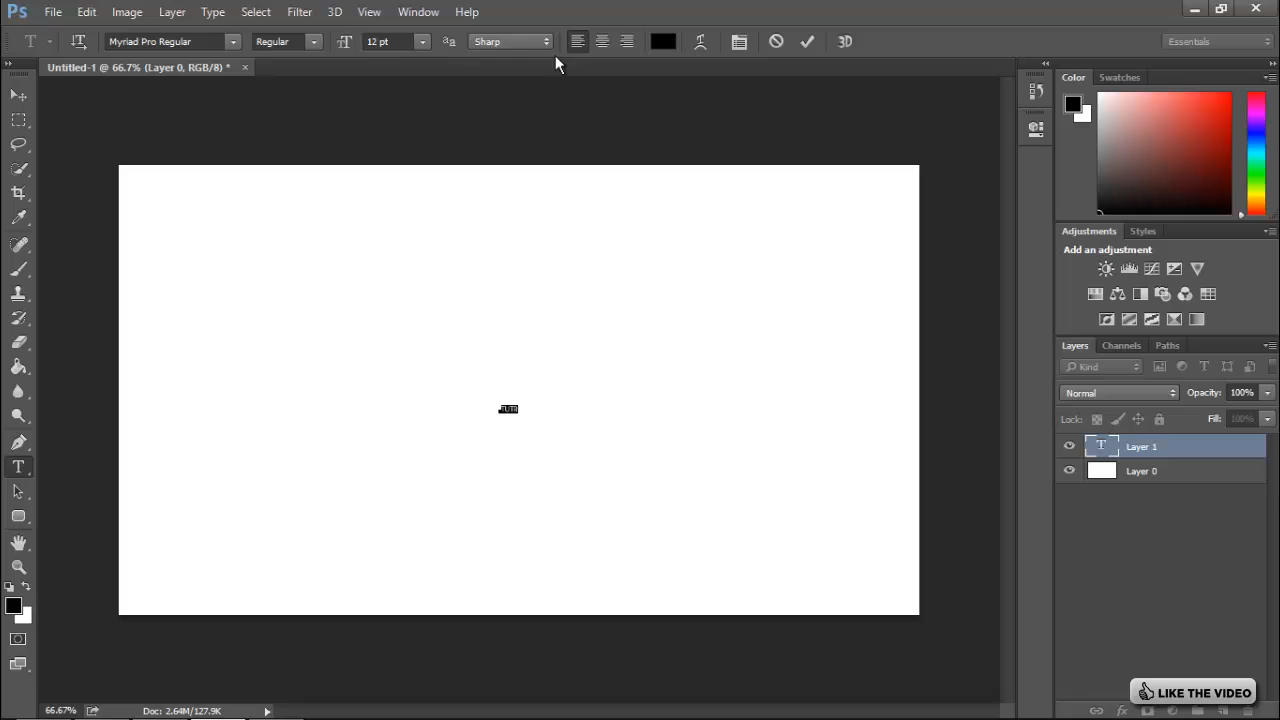 Ps File Edit Image Layer Type Select Filter 3D View Window Help
T Myriad Pro Regular Regular 12 pt aa Sharp 3D Essentials
Untitled-1 @ 66.7% (Layer 0, RGB/8) * ×
Color Swatches
Adjustments Styles
Add an adjustment
Layers Channels Paths
Kind
Normal Opacity: 100%
Lock: Fill: 100%
T Layer 1
Layer 0
T
66.67% Doc: 2.64M/127.9K
LIKE THE VIDEO